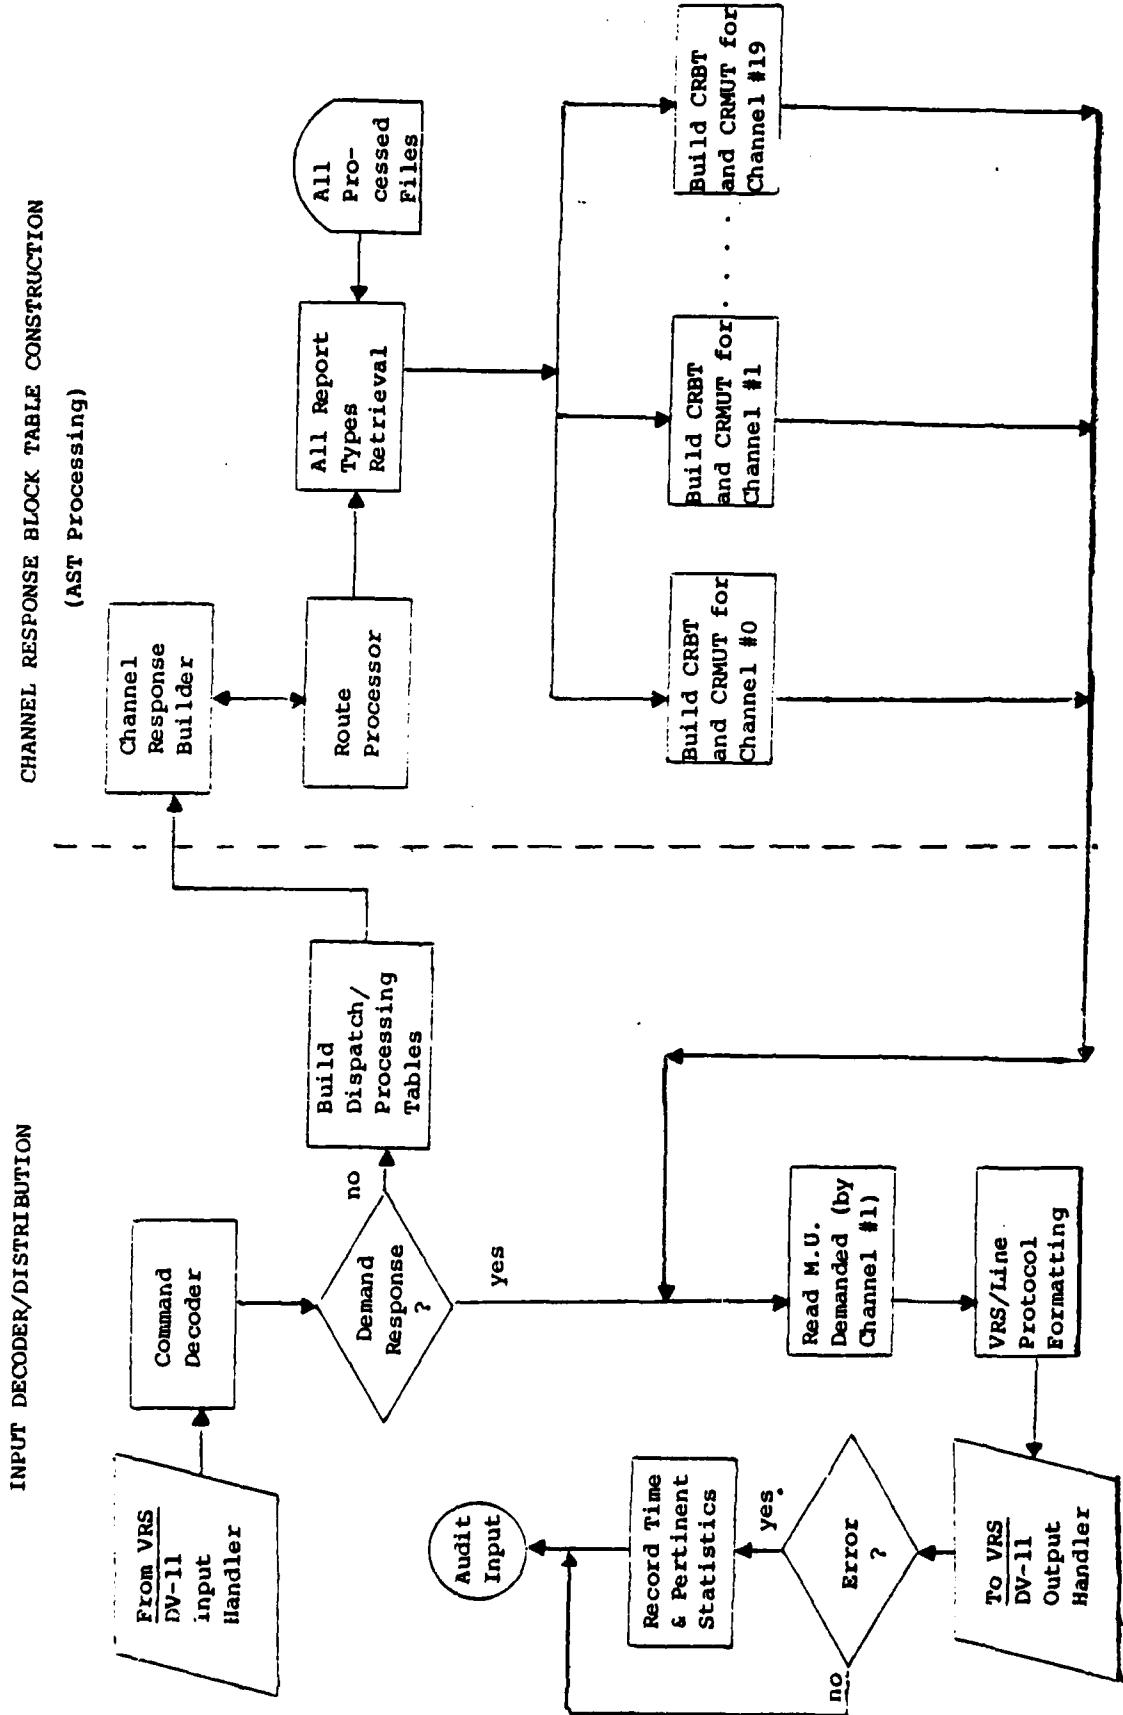 INPUT DECODER/DISTRIBUTION
From VRS
DV-11
input
Handler
Command
Decoder
Demand
Response
?
no
yes
Build
Dispatch/
Processing
Tables
Read M.U.
Demanded (by
Channel #1)
VRS/Line
Protocol
Formatting
To VRS
DV-11
Output
Handler
Error
?
yes.
no
Record Time
& Pertinent
Statistics
Audit
Input
CHANNEL RESPONSE BLOCK TABLE CONSTRUCTION
(AST Processing)
Channel
Response
Builder
Route
Processor
All Report
Types
Retrieval
All
Pro-
cessed
Files
Build CRBT
and CRMUT for
Channel #0
Build CRBT
and CRMUT for
Channel #1
. . . .
Build CRBT
and CRMUT for
Channel #19